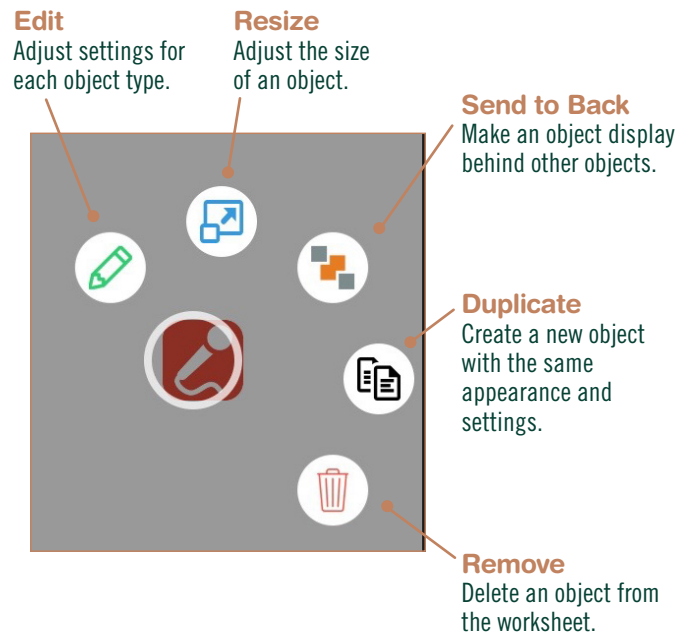 Edit
Adjust settings for
each object type.
Resize
Adjust the size
of an object.
Send to Back
Make an object display
behind other objects.
Duplicate
Create a new object
with the same
appearance and
settings.
Remove
Delete an object from
the worksheet.